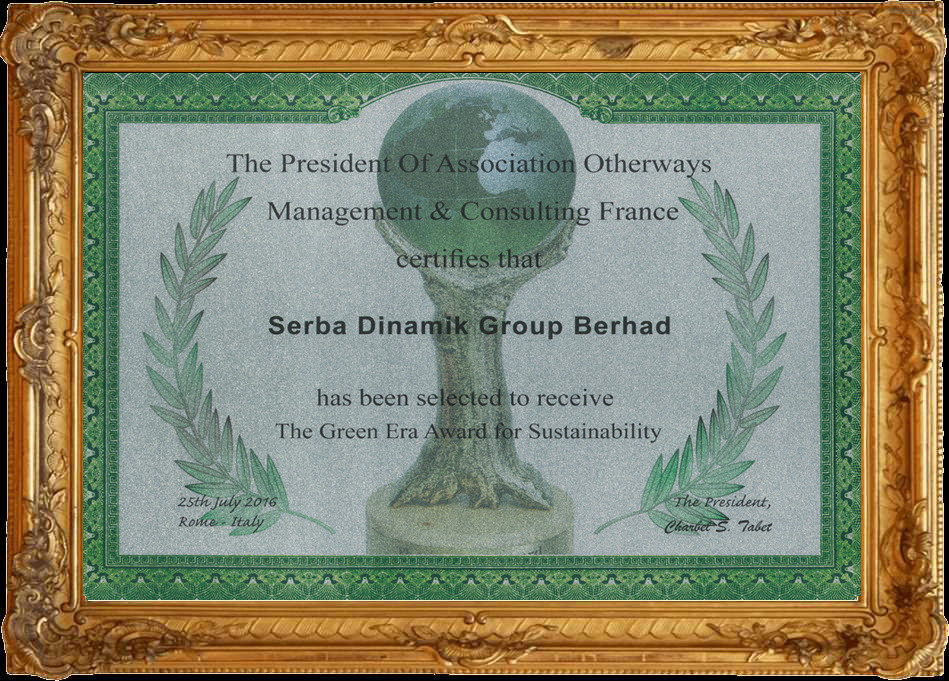 The President Of Association Otherways
Management & Consulting France
certifies that
Serba Dinamik Group Berhad
has been selected to receive
The Green Era Award for Sustainability
25th July 2016
Rome - Italy
The President,
Charbel S. Tabet